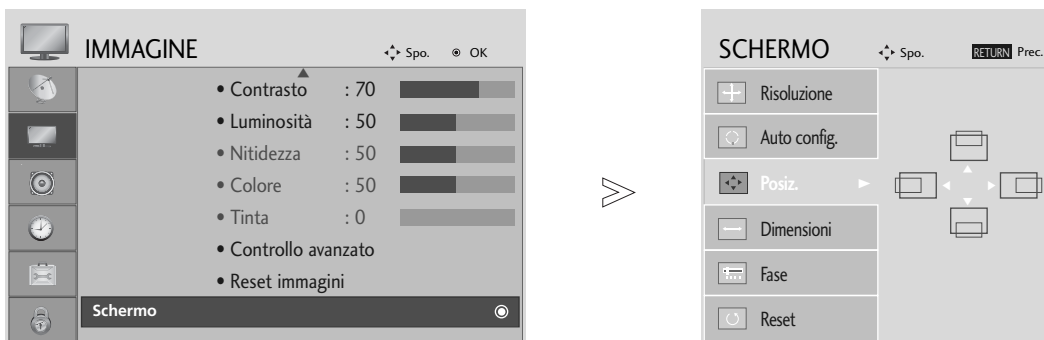 IMMAGINE
Spo. OK
• Contrasto : 70
• Luminosità : 50
• Nitidezza : 50
• Colore : 50
• Tinta : 0
• Controllo avanzato
• Reset immagini
Schermo
SCHERMO
Spo. RETURN Prec.
Risoluzione
Auto config.
Posiz.
Dimensioni
Fase
Reset